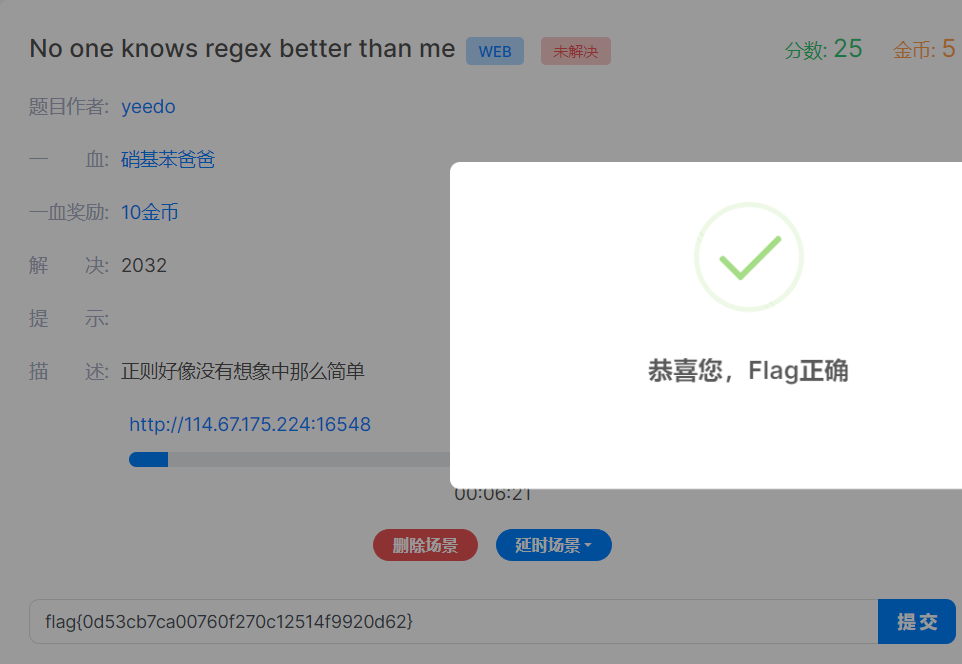 No one knows regex better than me WEB 未解决 分数: 25 金币: 5
题目作者: yeedo
一 血: 硝基苯爸爸
一血奖励: 10金币
解 决: 2032
提 示:
描 述: 正则好像没有想象中那么简单
恭喜您，Flag正确
http://114.67.175.224:16548
00:06:21
删除场景 延时场景
flag{0d53cb7ca00760f270c12514f9920d62} 提 交